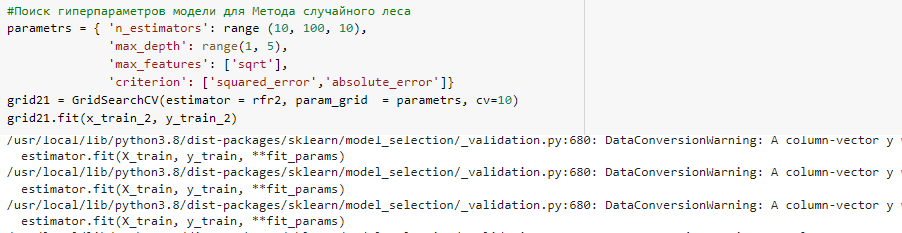 #Поиск гиперпараметров модели для Метода случайного леса
parametrs = { 'n_estimators': range (10, 100, 10),
'max_depth': range(1, 5),
'max_features': ['sqrt'],
'criterion': ['squared_error','absolute_error']}
grid21 = GridSearchCV(estimator = rfr2, param_grid  = parametrs, cv=10)
grid21.fit(x_train_2, y_train_2)
/usr/local/lib/python3.8/dist-packages/sklearn/model_selection/_validation.py:680: DataConversionWarning: A column-vector y
estimator.fit(X_train, y_train, **fit_params)
/usr/local/lib/python3.8/dist-packages/sklearn/model_selection/_validation.py:680: DataConversionWarning: A column-vector y
estimator.fit(X_train, y_train, **fit_params)
/usr/local/lib/python3.8/dist-packages/sklearn/model_selection/_validation.py:680: DataConversionWarning: A column-vector y
estimator.fit(X_train, y_train, **fit_params)